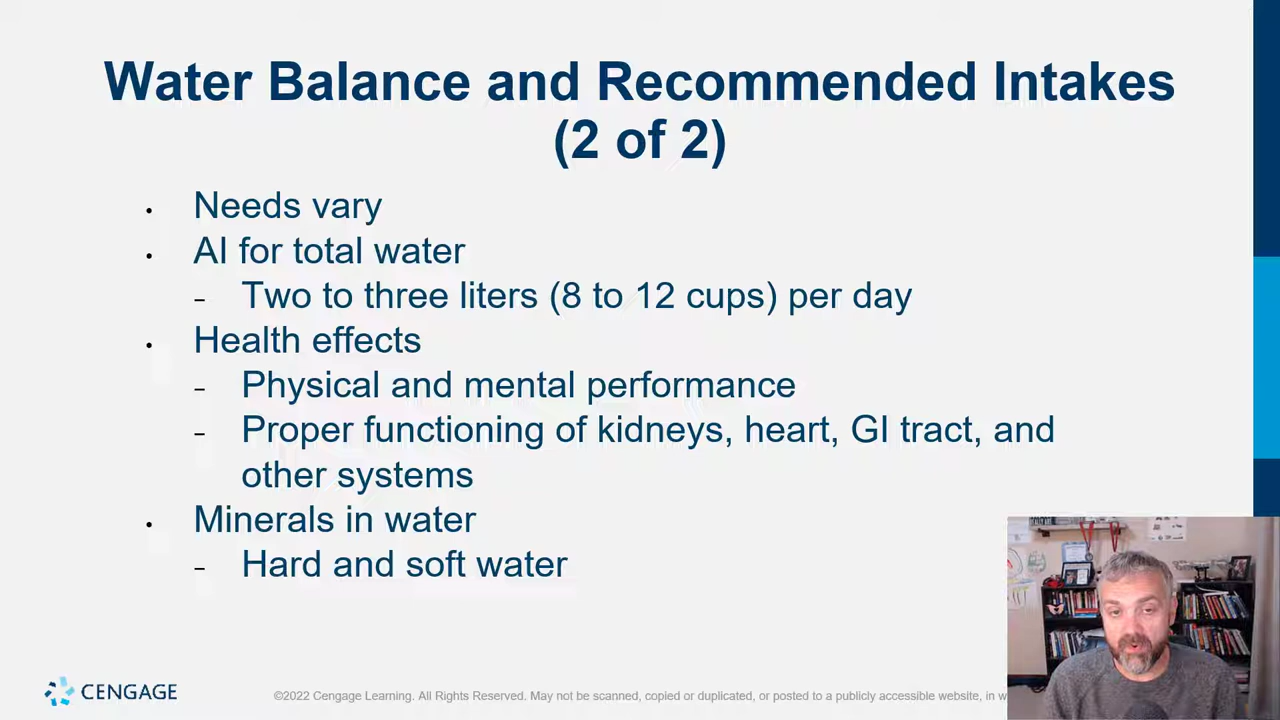 Water Balance and Recommended Intakes
(2 of 2)
• Needs vary
• AI for total water
– Two to three liters (8 to 12 cups) per day
• Health effects
– Physical and mental performance
– Proper functioning of kidneys, heart, GI tract, and
other systems
• Minerals in water
– Hard and soft water
CENGAGE
©2022 Cengage Learning. All Rights Reserved. May not be scanned, copied or duplicated, or posted to a publicly accessible website, in w